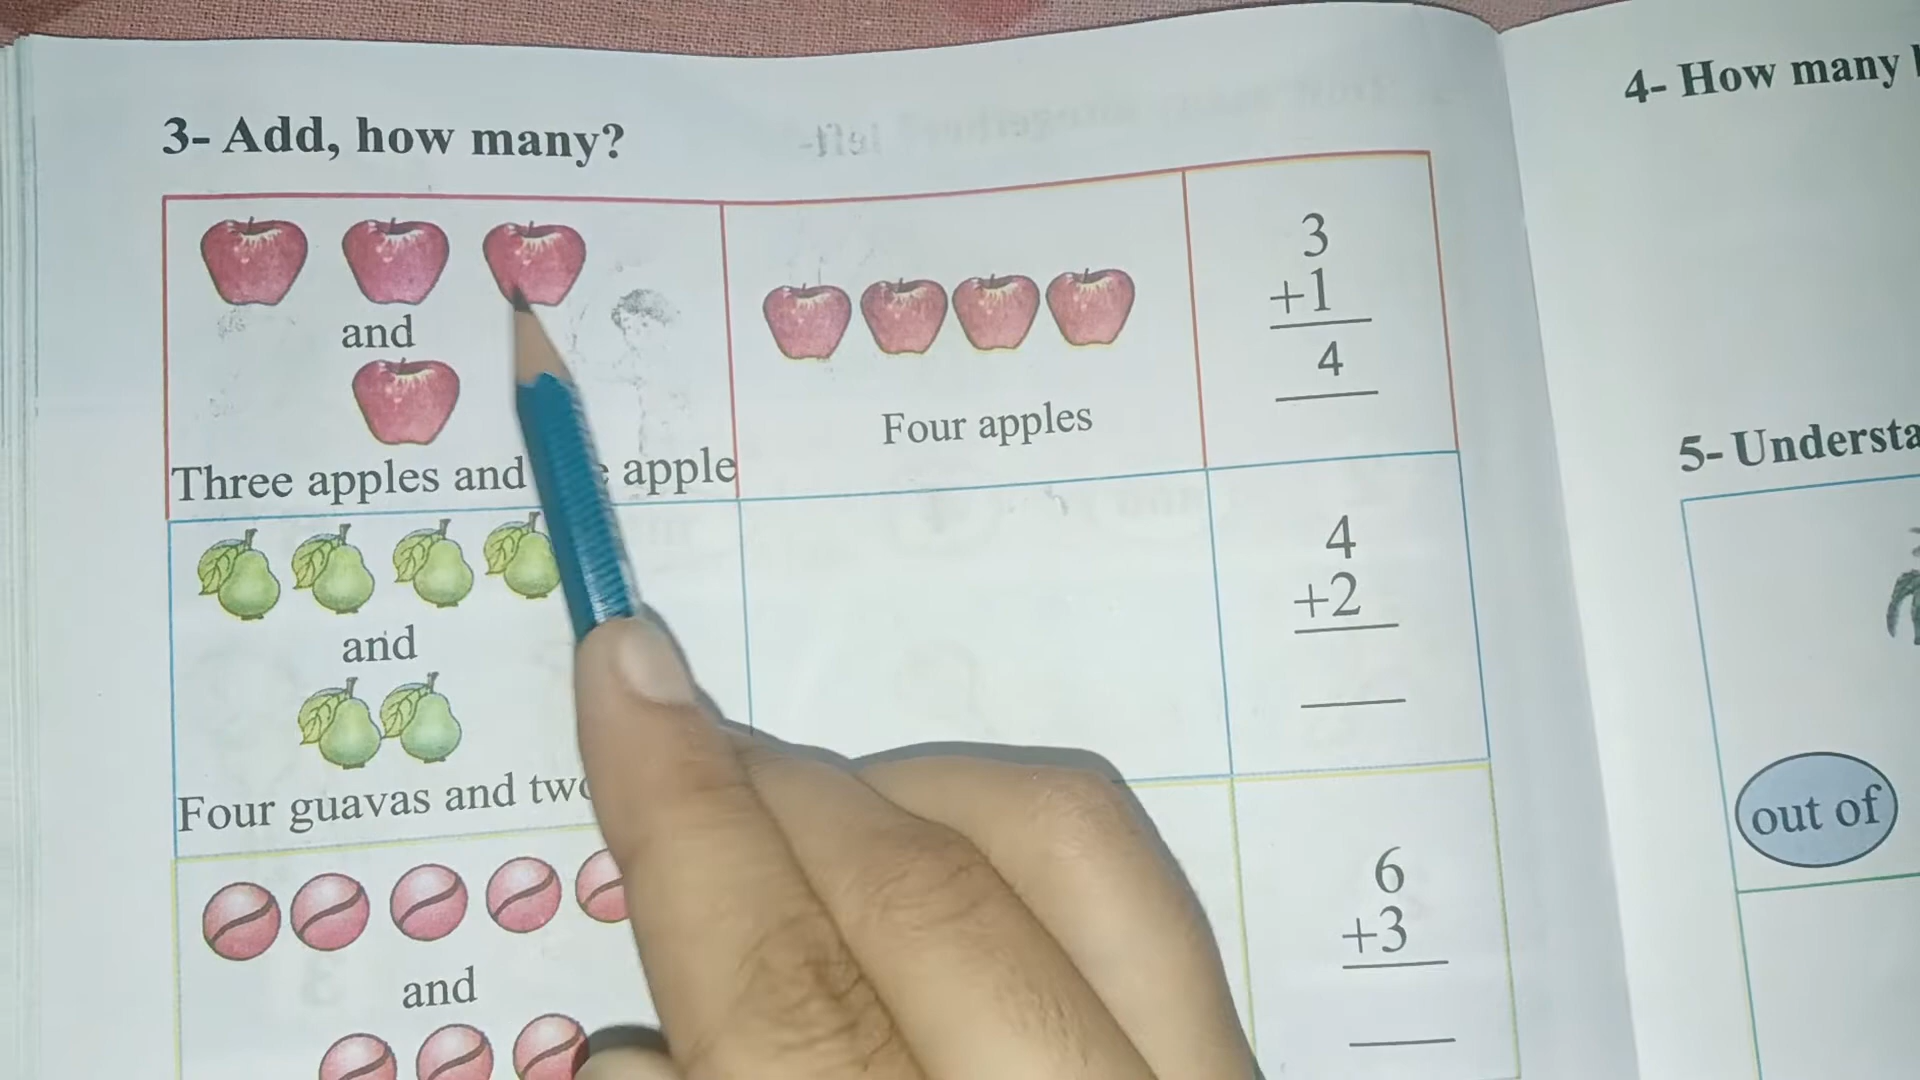 3- Add, how many?
and
Three apples and apple
Four apples
3
+1
4
and
Four guavas and
4
+2
and
6
+3
4- How many
5- Understa
out of